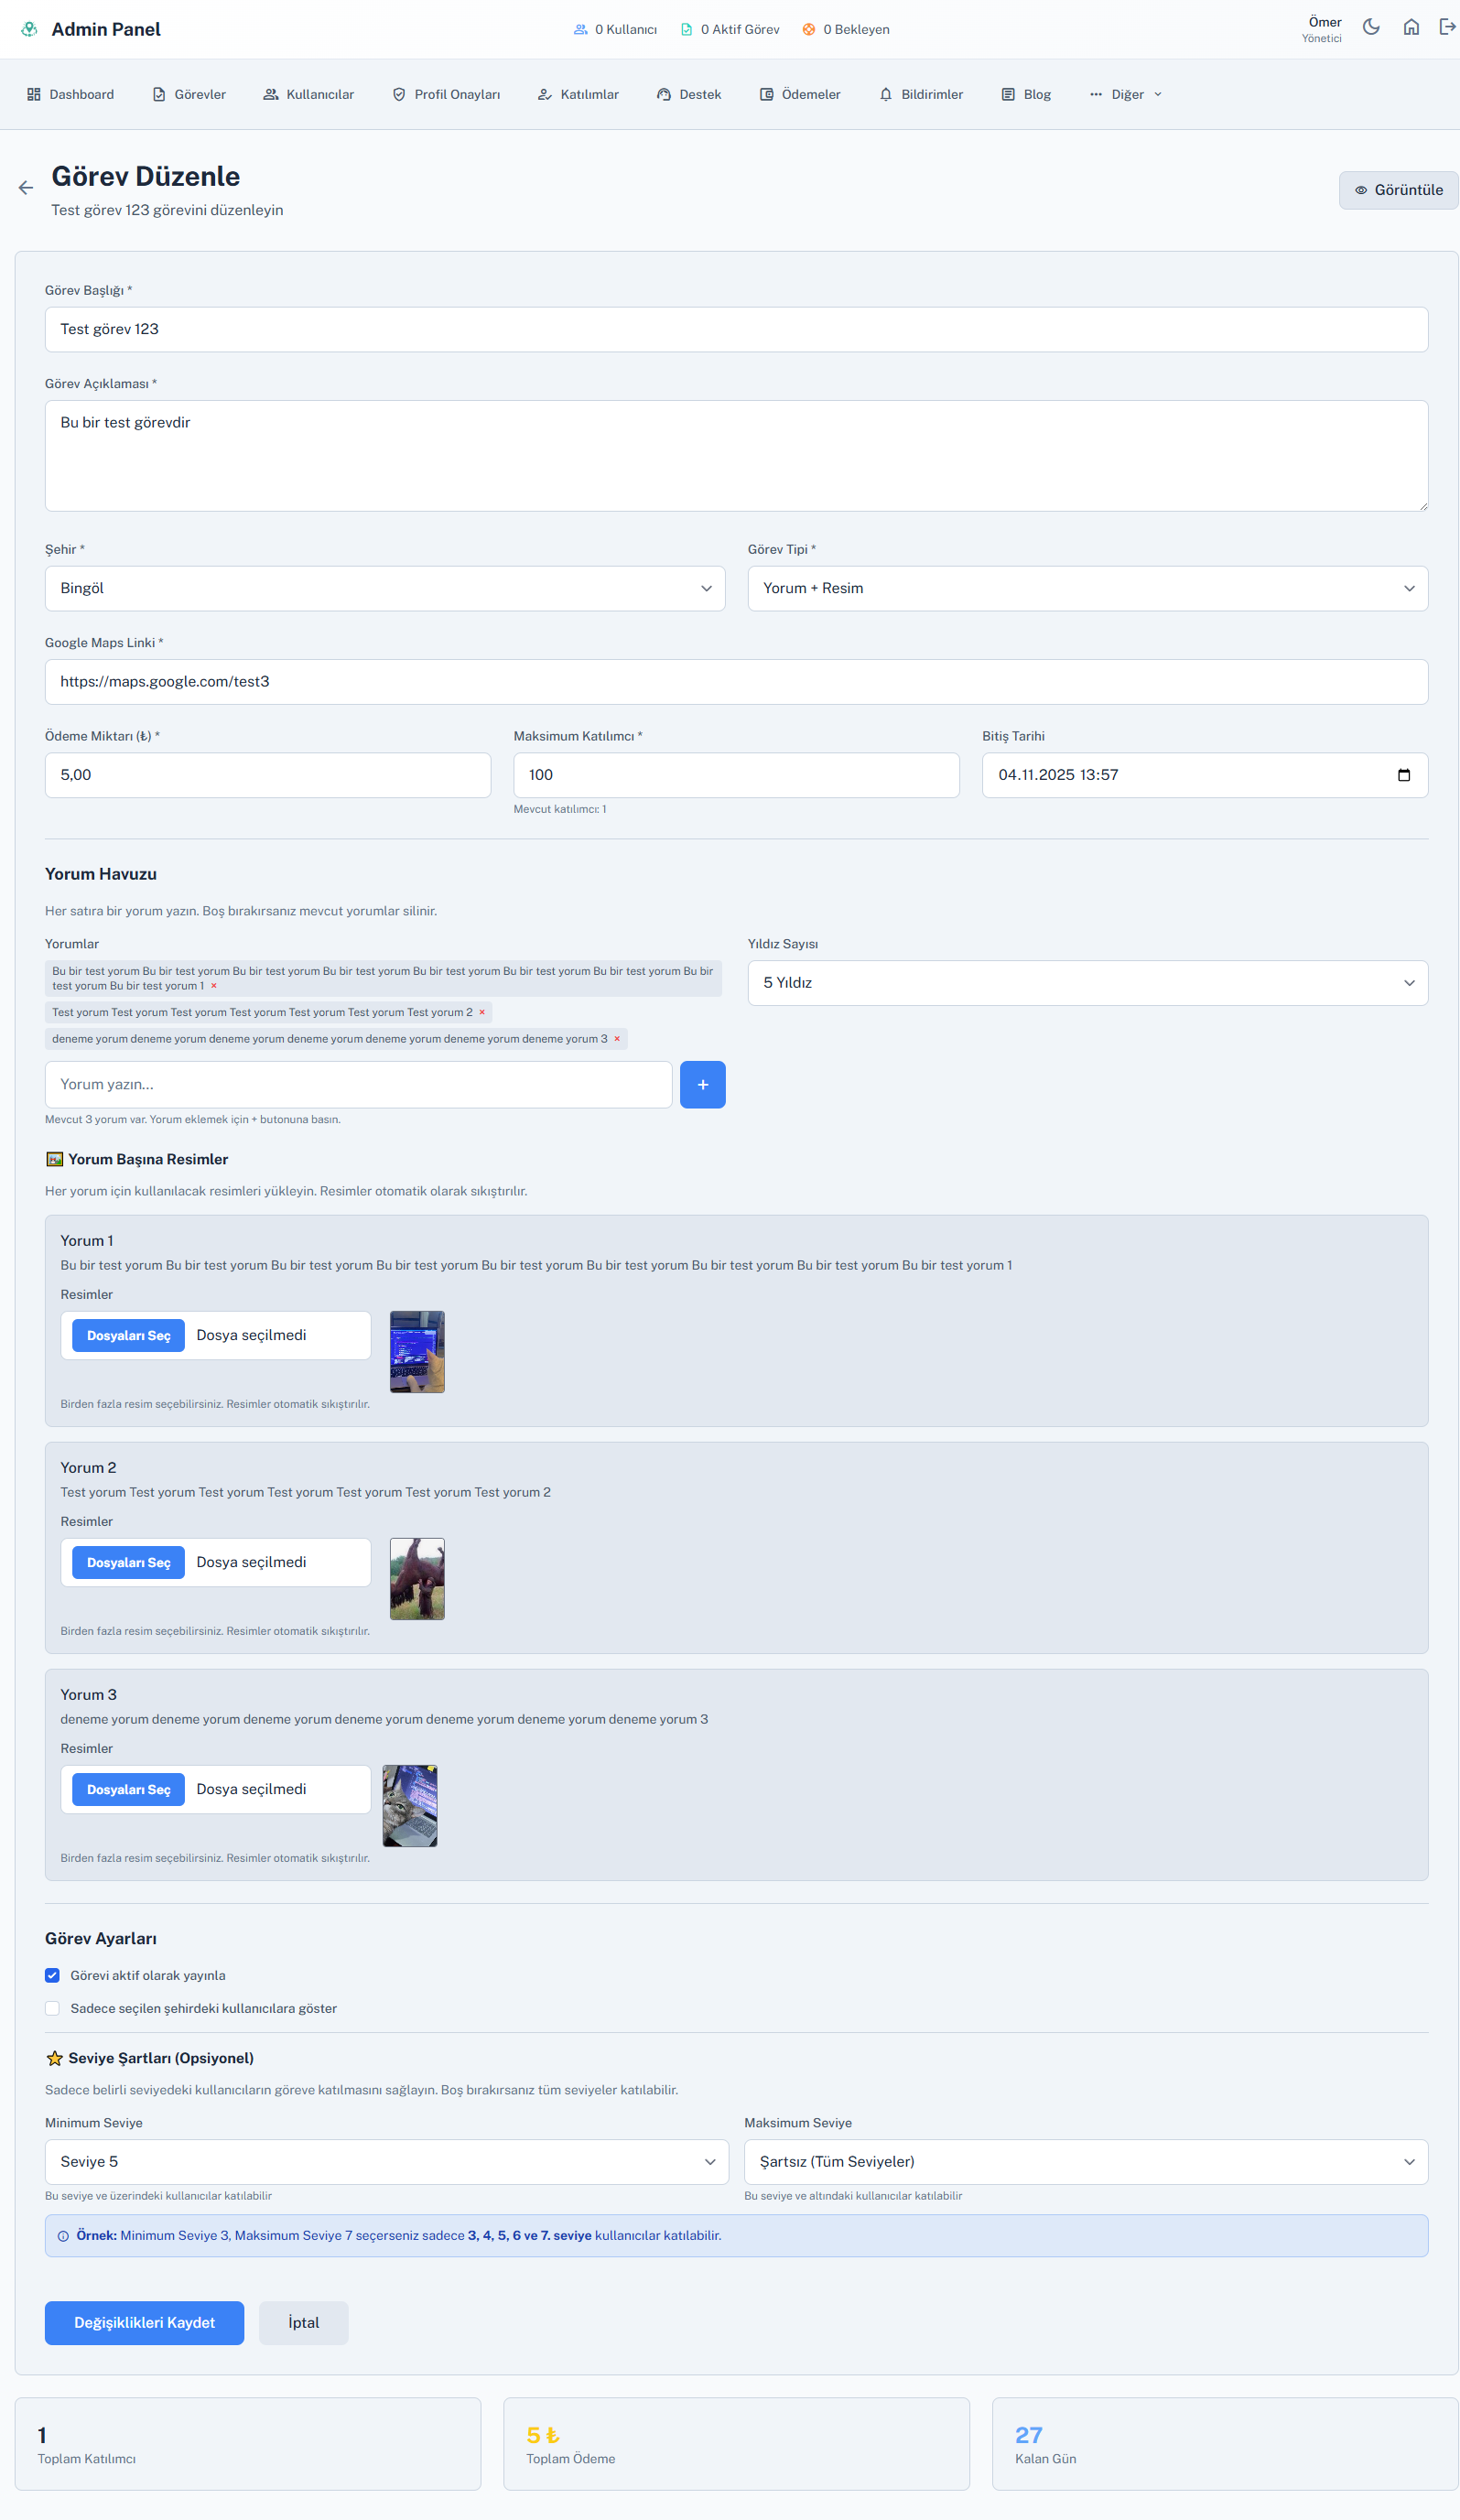 Admin Panel
0 Kullanıcı
0 Aktif Görev
0 Bekleyen
Ömer
Yönetici
Dashboard
Görevler
Kullanıcılar
Profil Onayları
Katılımlar
Destek
Ödemeler
Bildirimler
Blog
Diğer
Görev Düzenle
Test görev 123 görevini düzenleyin
Görüntüle
Görev Başlığı *
Test görev 123
Görev Açıklaması *
Bu bir test görevdir
Şehir *
Görev Tipi *
Bingöl
Yorum + Resim
Google Maps Linki *
https://maps.google.com/test3
Ödeme Miktarı (₺) *
Maksimum Katılımcı *
Bitiş Tarihi
5,00
100
04.11.2025 13:57
Mevcut katılımcı: 1
Yorum Havuzu
Her satıra bir yorum yazın. Boş bırakırsanız mevcut yorumlar silinir.
Yorumlar
Yıldız Sayısı
Bu bir test yorum Bu bir test yorum Bu bir test yorum Bu bir test yorum Bu bir test yorum Bu bir test yorum Bu bir test yorum Bu bir
test yorum Bu bir test yorum 1 ×
5 Yıldız
Test yorum Test yorum Test yorum Test yorum Test yorum Test yorum Test yorum 2 ×
deneme yorum deneme yorum deneme yorum deneme yorum deneme yorum deneme yorum deneme yorum 3 ×
Yorum yazın...
+
Mevcut 3 yorum var. Yorum eklemek için + butonuna basın.
Yorum Başına Resimler
Her yorum için kullanılacak resimleri yükleyin. Resimler otomatik olarak sıkıştırılır.
Yorum 1
Bu bir test yorum Bu bir test yorum Bu bir test yorum Bu bir test yorum Bu bir test yorum Bu bir test yorum Bu bir test yorum Bu bir test yorum Bu bir test yorum 1
Resimler
Dosyaları Seç Dosya seçilmedi
Birden fazla resim seçebilirsiniz. Resimler otomatik sıkıştırılır.
Yorum 2
Test yorum Test yorum Test yorum Test yorum Test yorum Test yorum Test yorum 2
Resimler
Dosyaları Seç Dosya seçilmedi
Birden fazla resim seçebilirsiniz. Resimler otomatik sıkıştırılır.
Yorum 3
deneme yorum deneme yorum deneme yorum deneme yorum deneme yorum deneme yorum deneme yorum 3
Resimler
Dosyaları Seç Dosya seçilmedi
Birden fazla resim seçebilirsiniz. Resimler otomatik sıkıştırılır.
Görev Ayarları
Görevi aktif olarak yayınla
Sadece seçilen şehirdeki kullanıcılara göster
Seviye Şartları (Opsiyonel)
Sadece belirli seviyedeki kullanıcıların göreve katılmasını sağlayın. Boş bırakırsanız tüm seviyeler katılabilir.
Minimum Seviye
Maksimum Seviye
Seviye 5
Şartsız (Tüm Seviyeler)
Bu seviye ve üzerindeki kullanıcılar katılabilir
Bu seviye ve altındaki kullanıcılar katılabilir
Örnek: Minimum Seviye 3, Maksimum Seviye 7 seçerseniz sadece 3, 4, 5, 6 ve 7. seviye kullanıcılar katılabilir.
Değişiklikleri Kaydet
İptal
1
Toplam Katılımcı
5 ₺
Toplam Ödeme
27
Kalan Gün